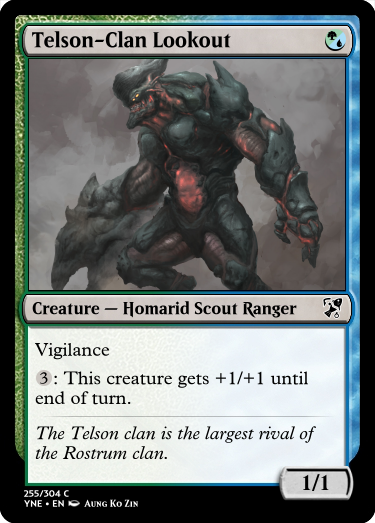 Telson-Clan Lookout
Creature — Homarid Scout Ranger
Vigilance
3: This creature gets +1/+1 until
end of turn.
The Telson clan is the largest rival of
the Rostrum clan.
1/1
255/304 C
YNE • EN Aung Ko Zin